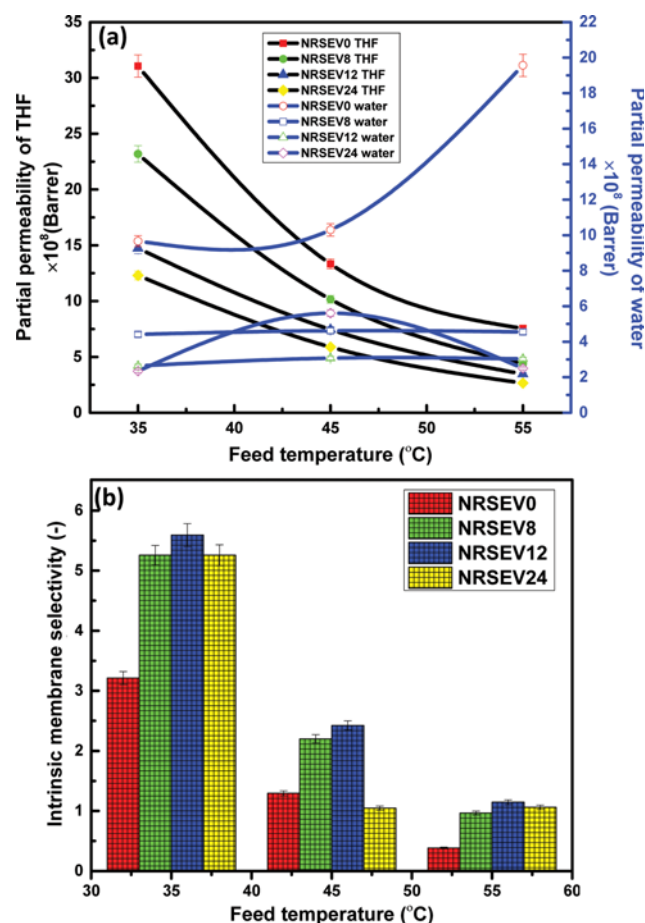 (a)
NRSEV0 THF
NRSEV8 THF
NRSEV12 THF
NRSEV24 THF
NRSEV0 water
NRSEV8 water
NRSEV12 water
NRSEV24 water
Partial permeability of THF
×10⁸(Barrer)
35
30
25
20
15
10
5
0
Partial permeability of water
×10⁸ (Barrer)
20
18
16
14
12
10
8
6
4
2
0
35 40 45 50 55
Feed temperature (°C)
(b)
NRSEV0
NRSEV8
NRSEV12
NRSEV24
Intrinsic membrane selectivity (-)
6
5
4
3
2
1
0
30 35 40 45 50 55 60
Feed temperature (°C)